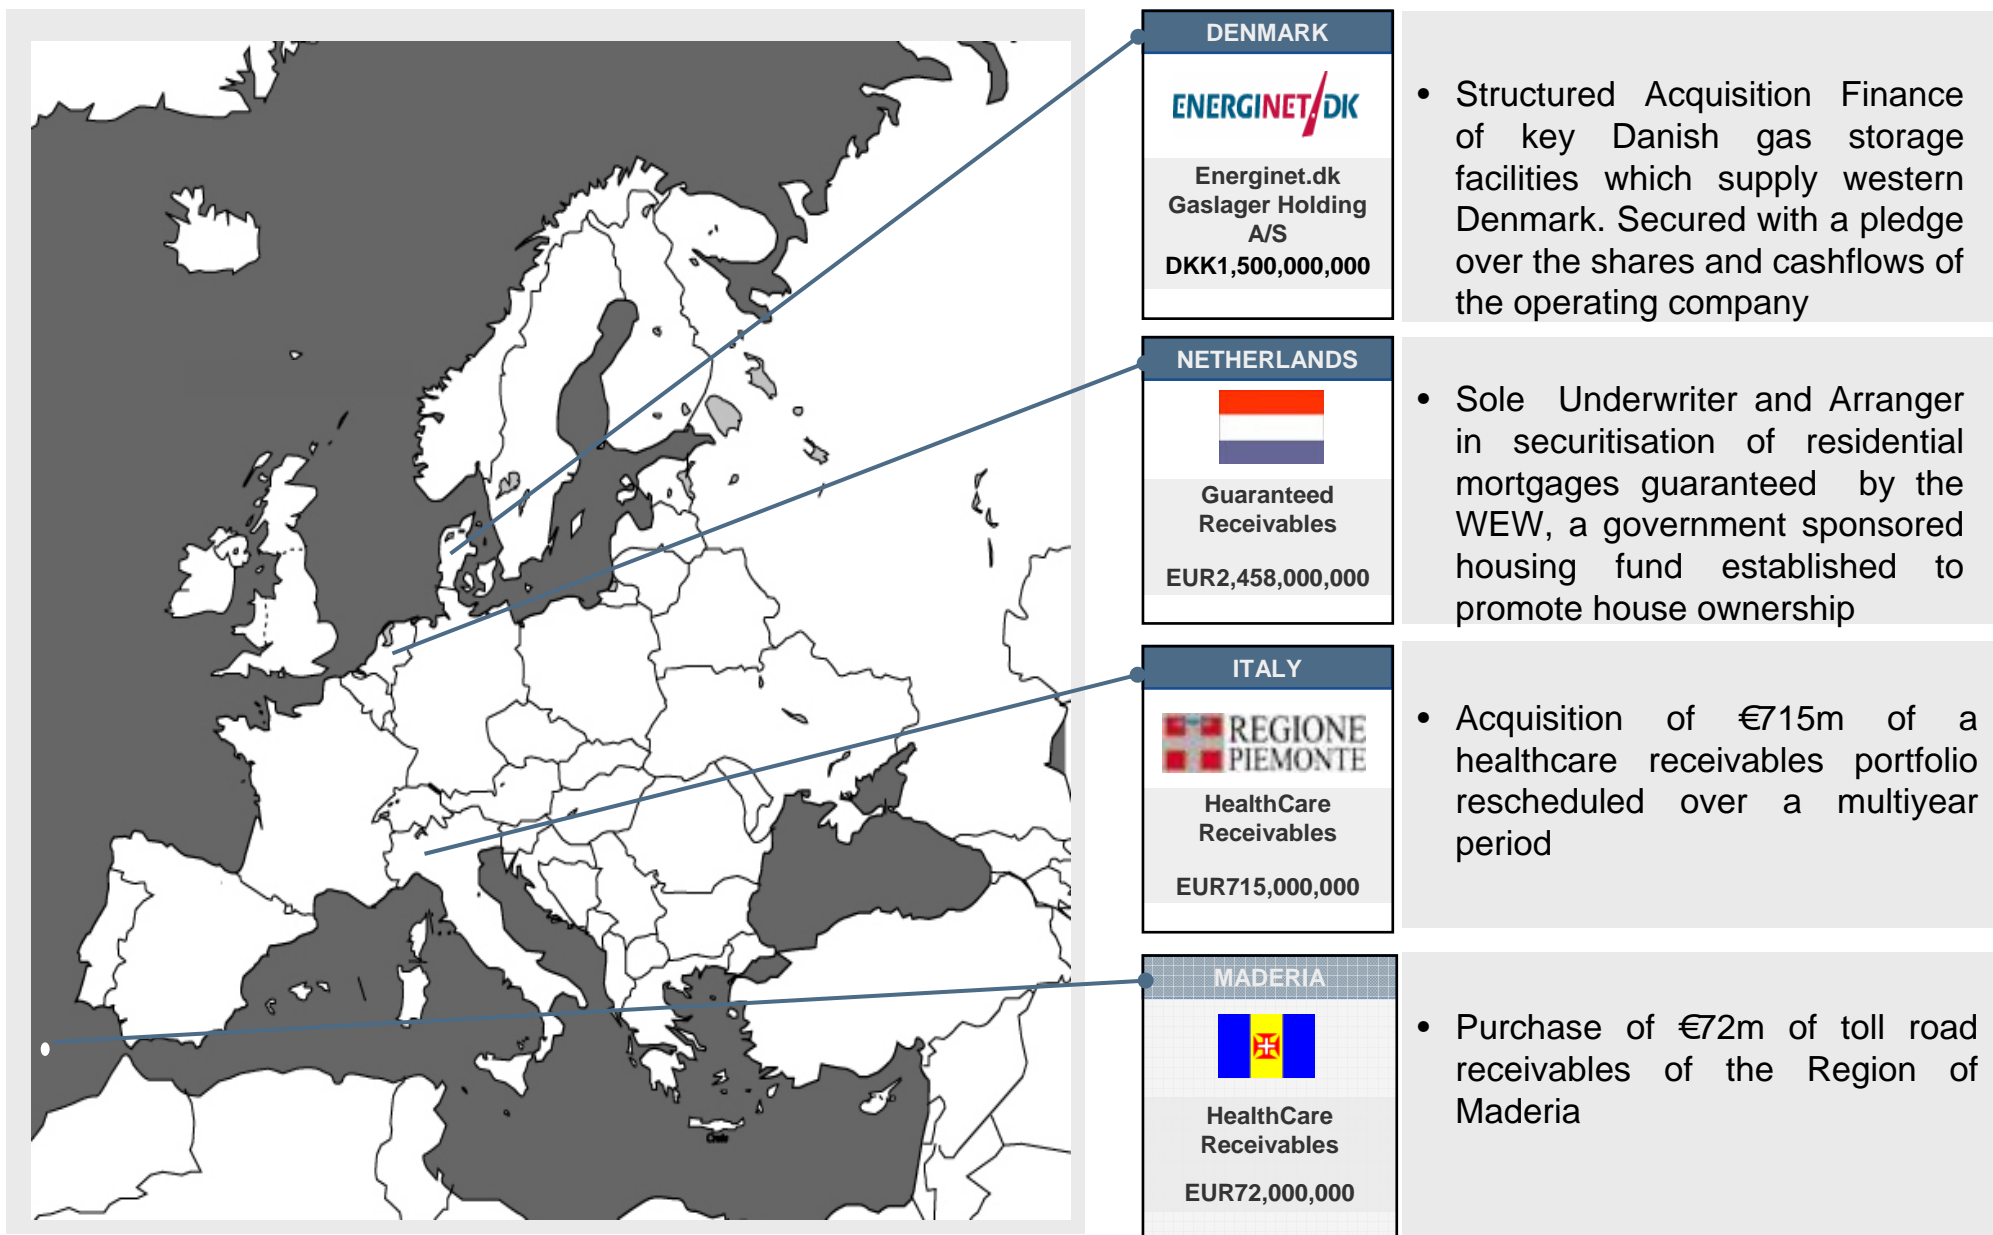 DENMARK
ENERGINET/DK
Energinet.dk
Gaslager Holding
A/S
DKK1,500,000,000
• Structured Acquisition Finance
of key Danish gas storage
facilities which supply western
Denmark. Secured with a pledge
over the shares and cashflows of
the operating company
NETHERLANDS
Guaranteed
Receivables
EUR2,458,000,000
• Sole Underwriter and Arranger
in securitisation of residential
mortgages guaranteed by the
WEW, a government sponsored
housing fund established to
promote house ownership
ITALY
REGIONE
PIEMONTE
HealthCare
Receivables
EUR715,000,000
• Acquisition of €715m of a
healthcare receivables portfolio
rescheduled over a multiyear
period
MADERIA
HealthCare
Receivables
EUR72,000,000
• Purchase of €72m of toll road
receivables of the Region of
Maderia
Crete